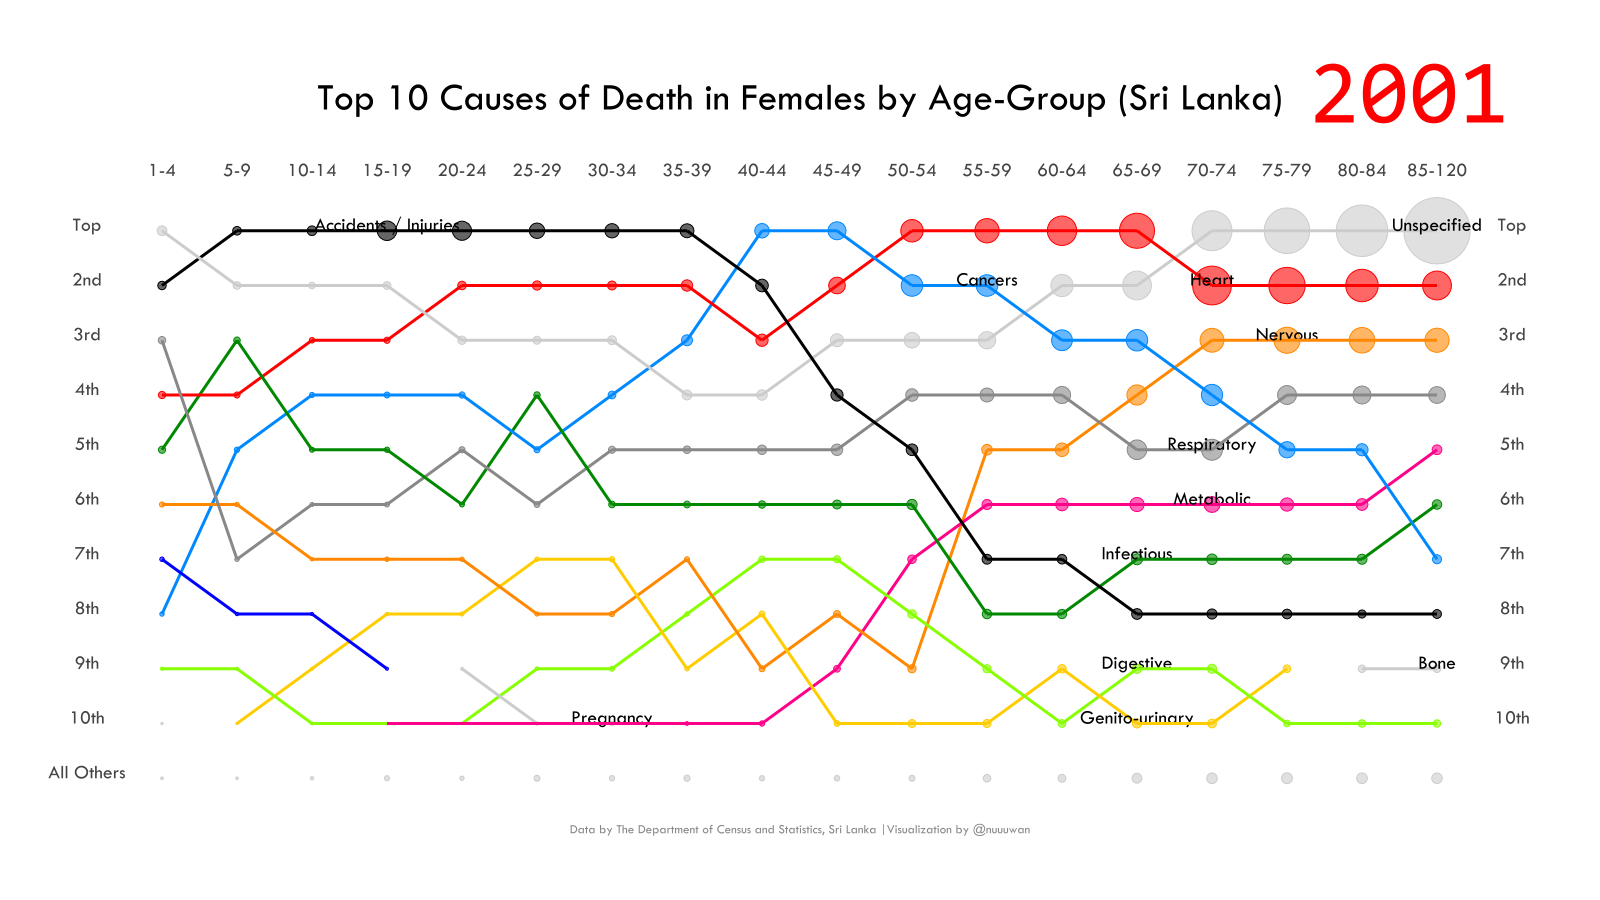 Top 10 Causes of Death in Females by Age-Group (Sri Lanka) 2001
1-4 5-9 10-14 15-19 20-24 25-29 30-34 35-39 40-44 45-49 50-54 55-59 60-64 65-69 70-74 75-79 80-84 85-120
Top Accidents / Injuries Unspecified Top
2nd Cancers Heart 2nd
3rd Nervous 3rd
4th 4th
5th Respiratory 5th
6th Metabolic 6th
7th Infectious 7th
8th 8th
9th Digestive Bone 9th
10th Pregnancy Genito-urinary 10th
All Others
Data by The Department of Census and Statistics, Sri Lanka | Visualization by @nuuuwan